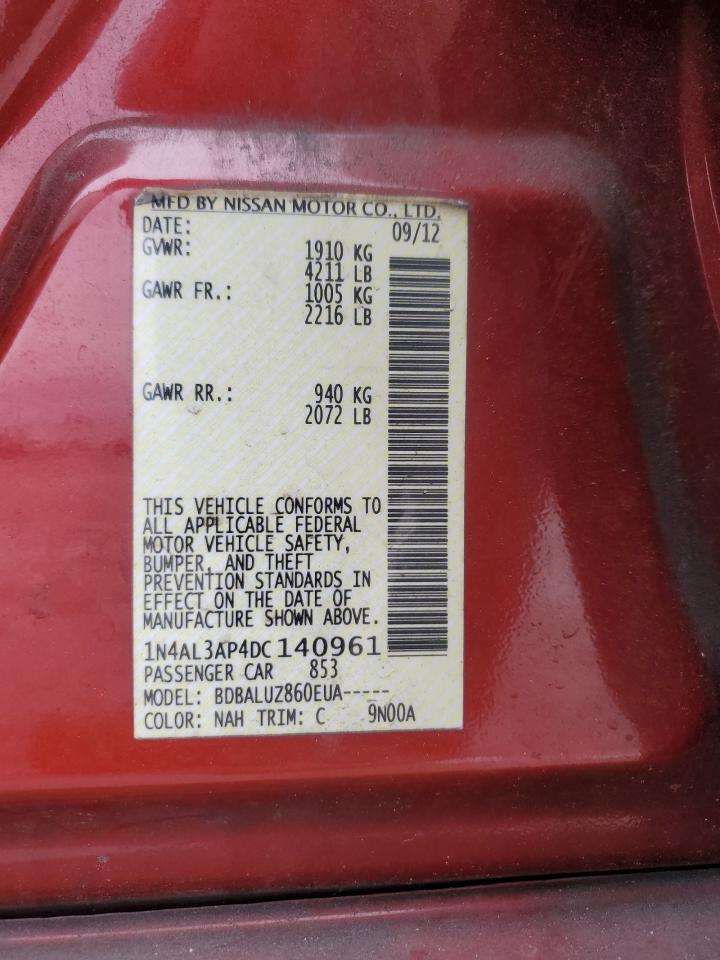 MFD BY NISSAN MOTOR CO., LTD.
DATE: 09/12
GVWR: 1910 KG
4211 LB
GAWR FR.: 1005 KG
2216 LB
GAWR RR.: 940 KG
2072 LB
THIS VEHICLE CONFORMS TO
ALL APPLICABLE FEDERAL
MOTOR VEHICLE SAFETY,
BUMPER, AND THEFT
PREVENTION STANDARDS IN
EFFECT ON THE DATE OF
MANUFACTURE SHOWN ABOVE.
1N4AL3AP4DC140961
PASSENGER CAR 853
MODEL: BDBALUZ860EUA-----
COLOR: NAH TRIM: C 9N00A